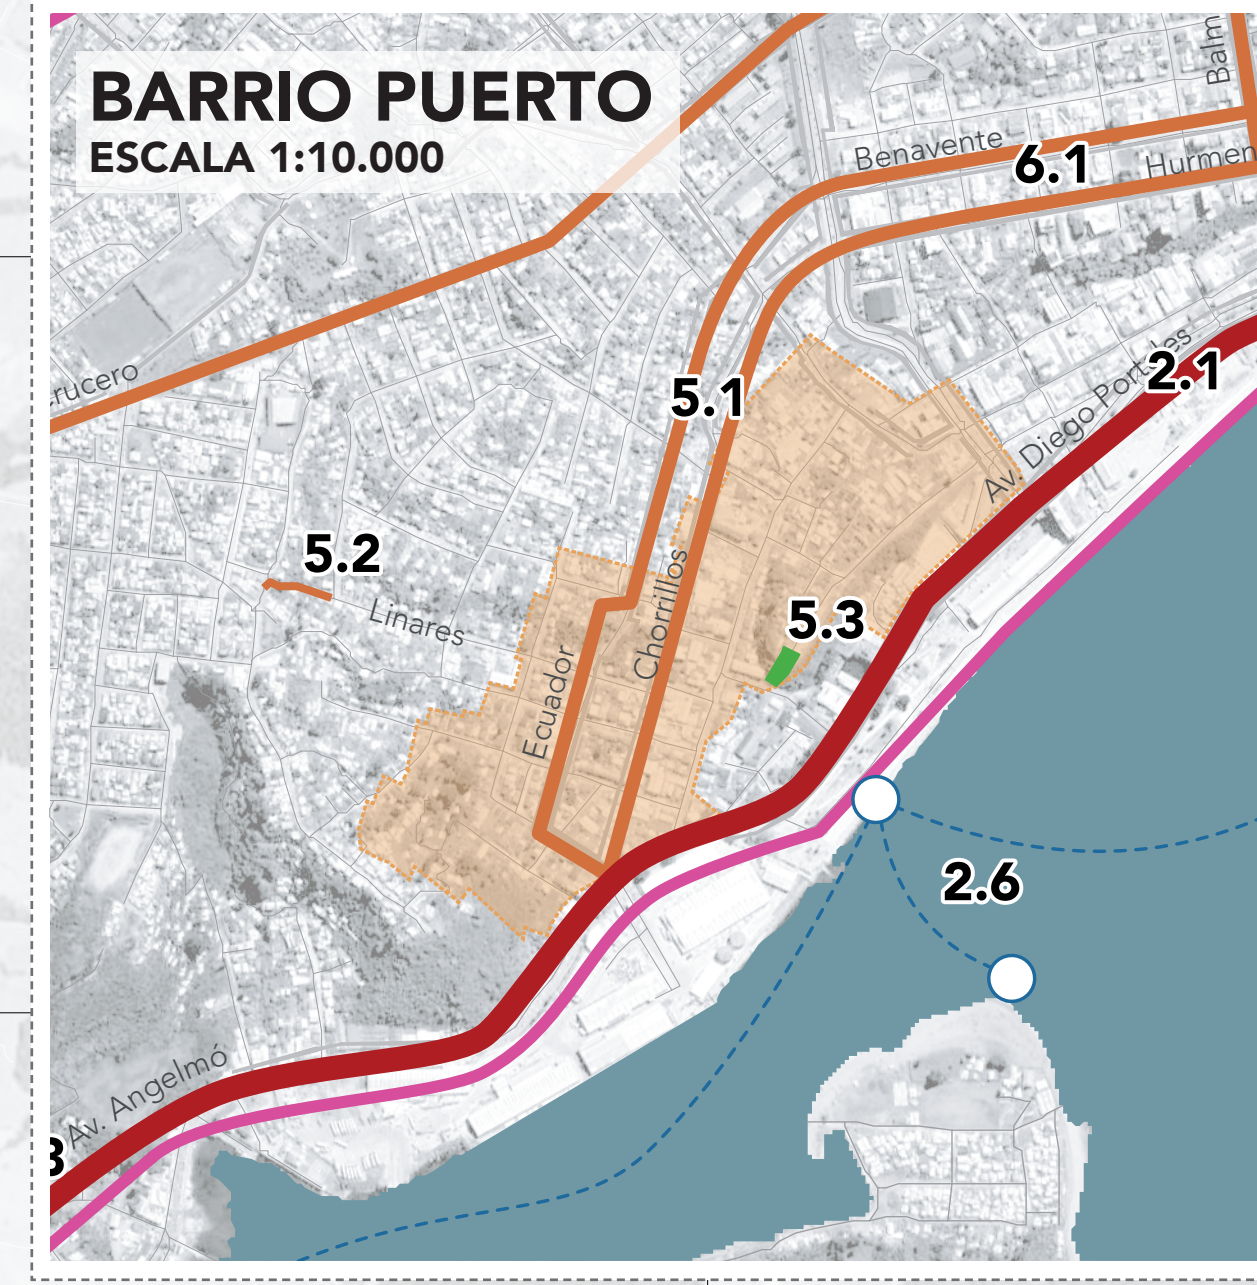 BARRIO PUERTO
ESCALA 1:10.000
Balm
Benavente
6.1
Hurmen
rucero
5.1
2.1
Av. Diego Portales
5.2
Linares
Chorrillos
5.3
Ecuador
2.6
Av. Angelmó
3